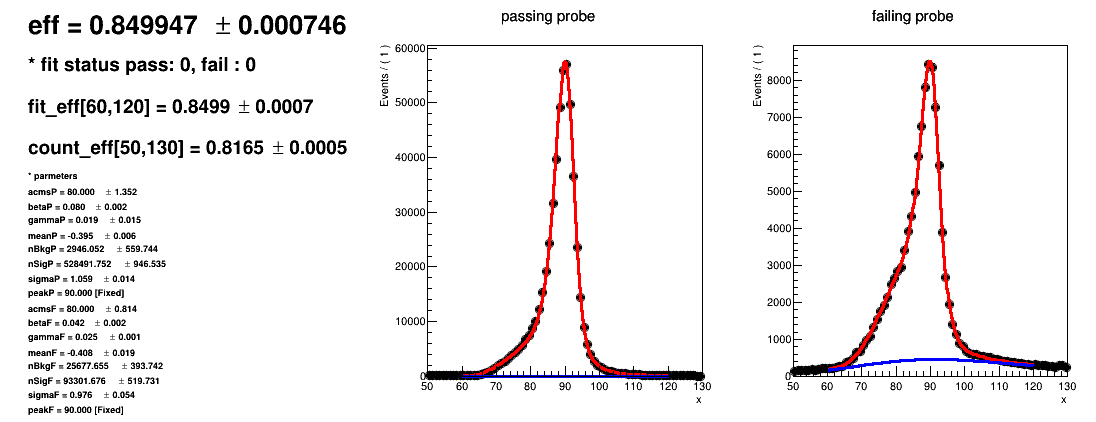 eff = 0.849947 ± 0.000746
* fit status pass: 0, fail : 0
fit_eff[60,120] = 0.8499 ± 0.0007
count_eff[50,130] = 0.8165 ± 0.0005
* parmeters
acmsP = 80.000 ± 1.352
betaP = 0.080 ± 0.002
gammaP = 0.019 ± 0.015
meanP = -0.395 ± 0.006
nBkgP = 2946.052 ± 559.744
nSigP = 528491.752 ± 946.535
sigmaP = 1.059 ± 0.014
peakP = 90.000 [Fixed]
acmsF = 80.000 ± 0.814
betaF = 0.042 ± 0.002
gammaF = 0.025 ± 0.001
meanF = -0.408 ± 0.019
nBkgF = 25677.655 ± 393.742
nSigF = 93301.676 ± 519.731
sigmaF = 0.976 ± 0.054
peakF = 90.000 [Fixed]
passing probe
Events / ( 1 )
60000
50000
40000
30000
20000
10000
0
50 60 70 80 90 100 110 120 130
x
failing probe
Events / ( 1 )
8000
7000
6000
5000
4000
3000
2000
1000
0
50 60 70 80 90 100 110 120 130
x